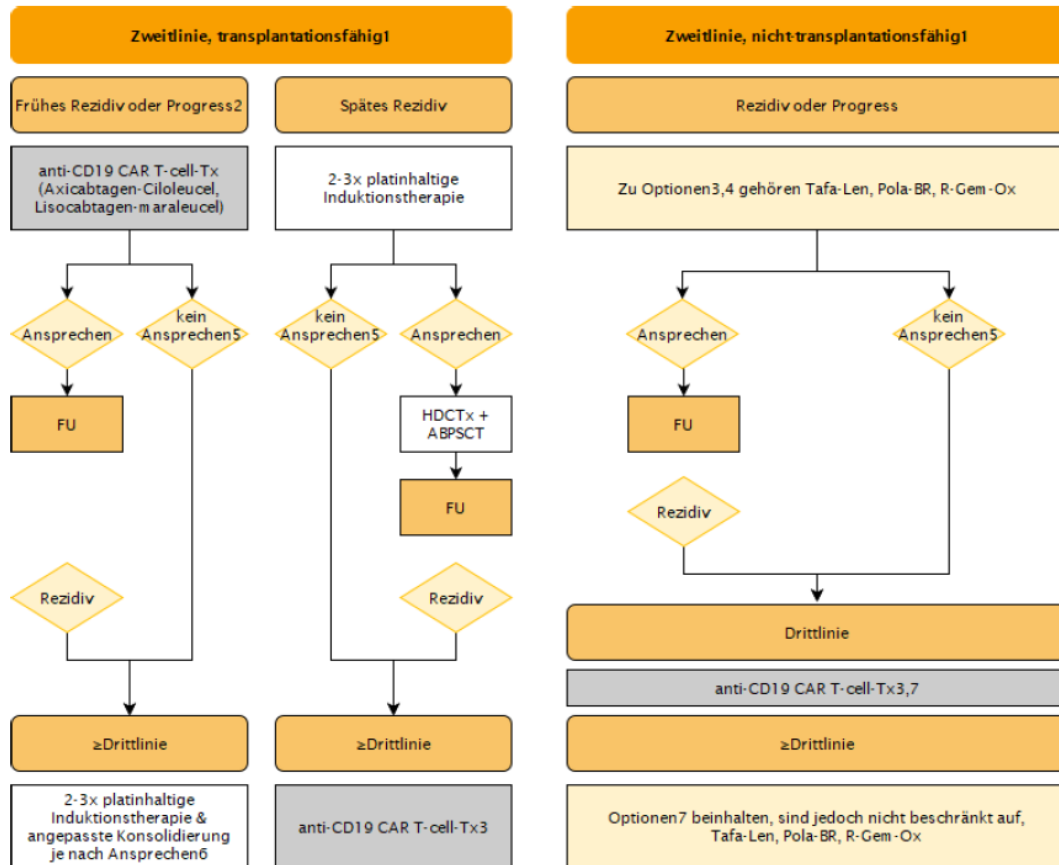 Zweitlinie, transplantationsfähig1
Frühes Rezidiv oder Progress2
anti-CD19 CAR T-cell-Tx
(Axicabtagen-Ciloleucel,
Lisocabtagen-maraleucel)
Ansprechen
kein
Ansprechen5
FU
Rezidiv
≥Drittlinie
2-3x platinhaltige
Induktionstherapie &
angepasste Konsolidierung
je nach Ansprechen6
Spätes Rezidiv
2-3x platinhaltige
Induktionstherapie
kein
Ansprechen5
Ansprechen
HDCTx +
ABPSCT
FU
Rezidiv
≥Drittlinie
anti-CD19 CAR T-cell-Tx3
Zweitlinie, nicht-transplantationsfähig1
Rezidiv oder Progress
Zu Optionen3,4 gehören Tafa-Len, Pola-BR, R-Gem-Ox
Ansprechen
kein
Ansprechen5
FU
Rezidiv
Drittlinie
anti-CD19 CAR T-cell-Tx3,7
≥Drittlinie
Optionen7 beinhalten, sind jedoch nicht beschränkt auf,
Tafa-Len, Pola-BR, R-Gem-Ox